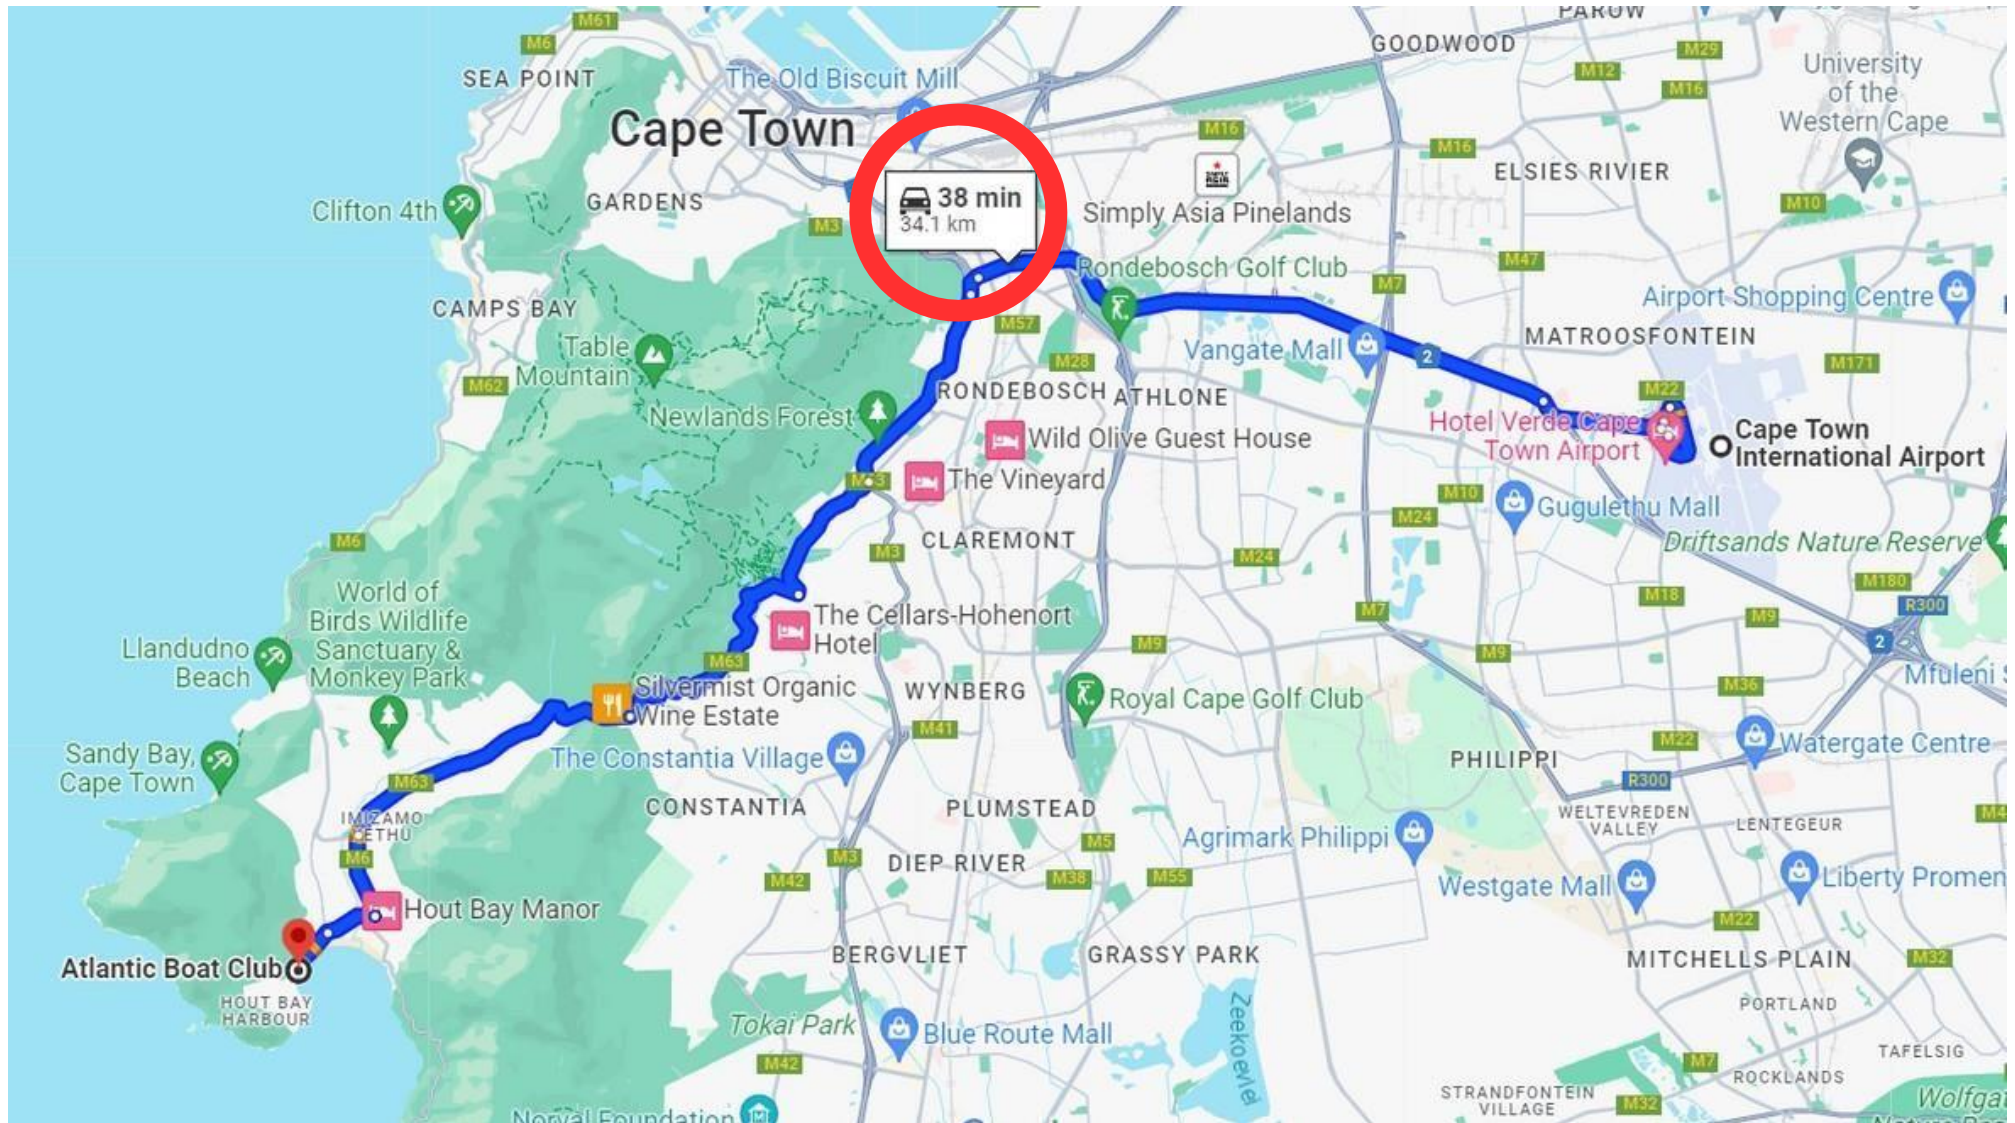 M61
PAROW
M6
GOODWOOD
M29
SEA POINT
The Old Biscuit Mill
M12
University
of the
Western Cape
M16
Cape Town
M16
M16
ELSIES RIVIER
38 min
34.1 km
Clifton 4th
GARDENS
M3
Simply Asia Pinelands
M10
Rondebosch Golf Club
M47
M7
Airport Shopping Centre
CAMPS BAY
M57
MATROOSFONTEIN
Table
Mountain
Vangate Mall
2
M28
M171
M62
RONDEBOSCH
ATHLONE
M22
Newlands Forest
Hotel Verde Cape
Town Airport
Cape Town
International Airport
Wild Olive Guest House
The Vineyard
M10
Gugulethu Mall
M24
M6
CLAREMONT
M3
M24
Driftsands Nature Reserve
World of
Birds Wildlife
Sanctuary &
Monkey Park
M180
M18
R300
M7
M9
The Cellars-Hohenort
Hotel
M9
M9
2
Llandudno
Beach
M63
Mfuleni
Silvermist Organic
Wine Estate
WYNBERG
Royal Cape Golf Club
M36
M41
Sandy Bay,
Cape Town
The Constantia Village
M22
Watergate Centre
PHILIPPI
M63
R300
CONSTANTIA
PLUMSTEAD
IMIZAMO
YETHU
WELTEVREDEN
VALLEY
LENTEGEUR
M4
Agrimark Philippi
M5
M6
M3
DIEP RIVER
M42
M38
M55
Westgate Mall
Liberty Promen
Hout Bay Manor
M22
BERGVLIET
GRASSY PARK
MITCHELLS PLAIN
M32
Atlantic Boat Club
HOUT BAY
HARBOUR
Zeekoevlei
PORTLAND
Tokai Park
Blue Route Mall
M42
M7
TAFELSIG
ROCKLANDS
STRANDFONTEIN
VILLAGE
M32
Wolfgat
Norval Foundation